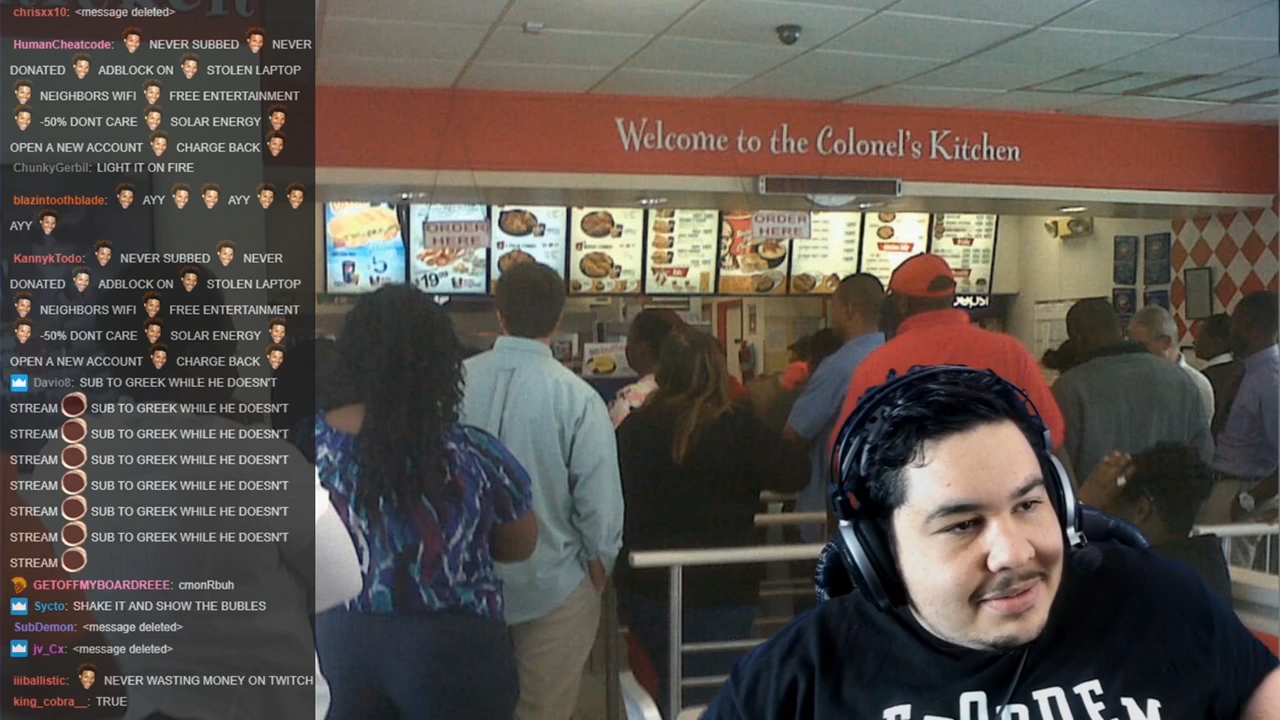 chrisxx10: <message deleted>
HumanCheatcode: NEVER SUBBED NEVER
DONATED ADBLOCK ON STOLEN LAPTOP
NEIGHBORS WIFI FREE ENTERTAINMENT
-50% DONT CARE SOLAR ENERGY
OPEN A NEW ACCOUNT CHARGE BACK
ChunkyGerbil: LIGHT IT ON FIRE
blazintoothblade: AYY AYY
AYY
KannykTodo: NEVER SUBBED NEVER
DONATED ADBLOCK ON STOLEN LAPTOP
NEIGHBORS WIFI FREE ENTERTAINMENT
-50% DONT CARE SOLAR ENERGY
OPEN A NEW ACCOUNT CHARGE BACK
Davio8: SUB TO GREEK WHILE HE DOESN'T
STREAM SUB TO GREEK WHILE HE DOESN'T
STREAM SUB TO GREEK WHILE HE DOESN'T
STREAM SUB TO GREEK WHILE HE DOESN'T
STREAM SUB TO GREEK WHILE HE DOESN'T
STREAM SUB TO GREEK WHILE HE DOESN'T
STREAM SUB TO GREEK WHILE HE DOESN'T
STREAM
GETOFFMYBOARDREEE: cmonRbuh
Sycto: SHAKE IT AND SHOW THE BUBLES
SubDemon: <message deleted>
jv_Cx: <message deleted>
iiiballistic: NEVER WASTING MONEY ON TWITCH
king_cobra__: TRUE
Welcome to the Colonel's Kitchen
ORDER
HERE
19.99
5
ORDER
HERE